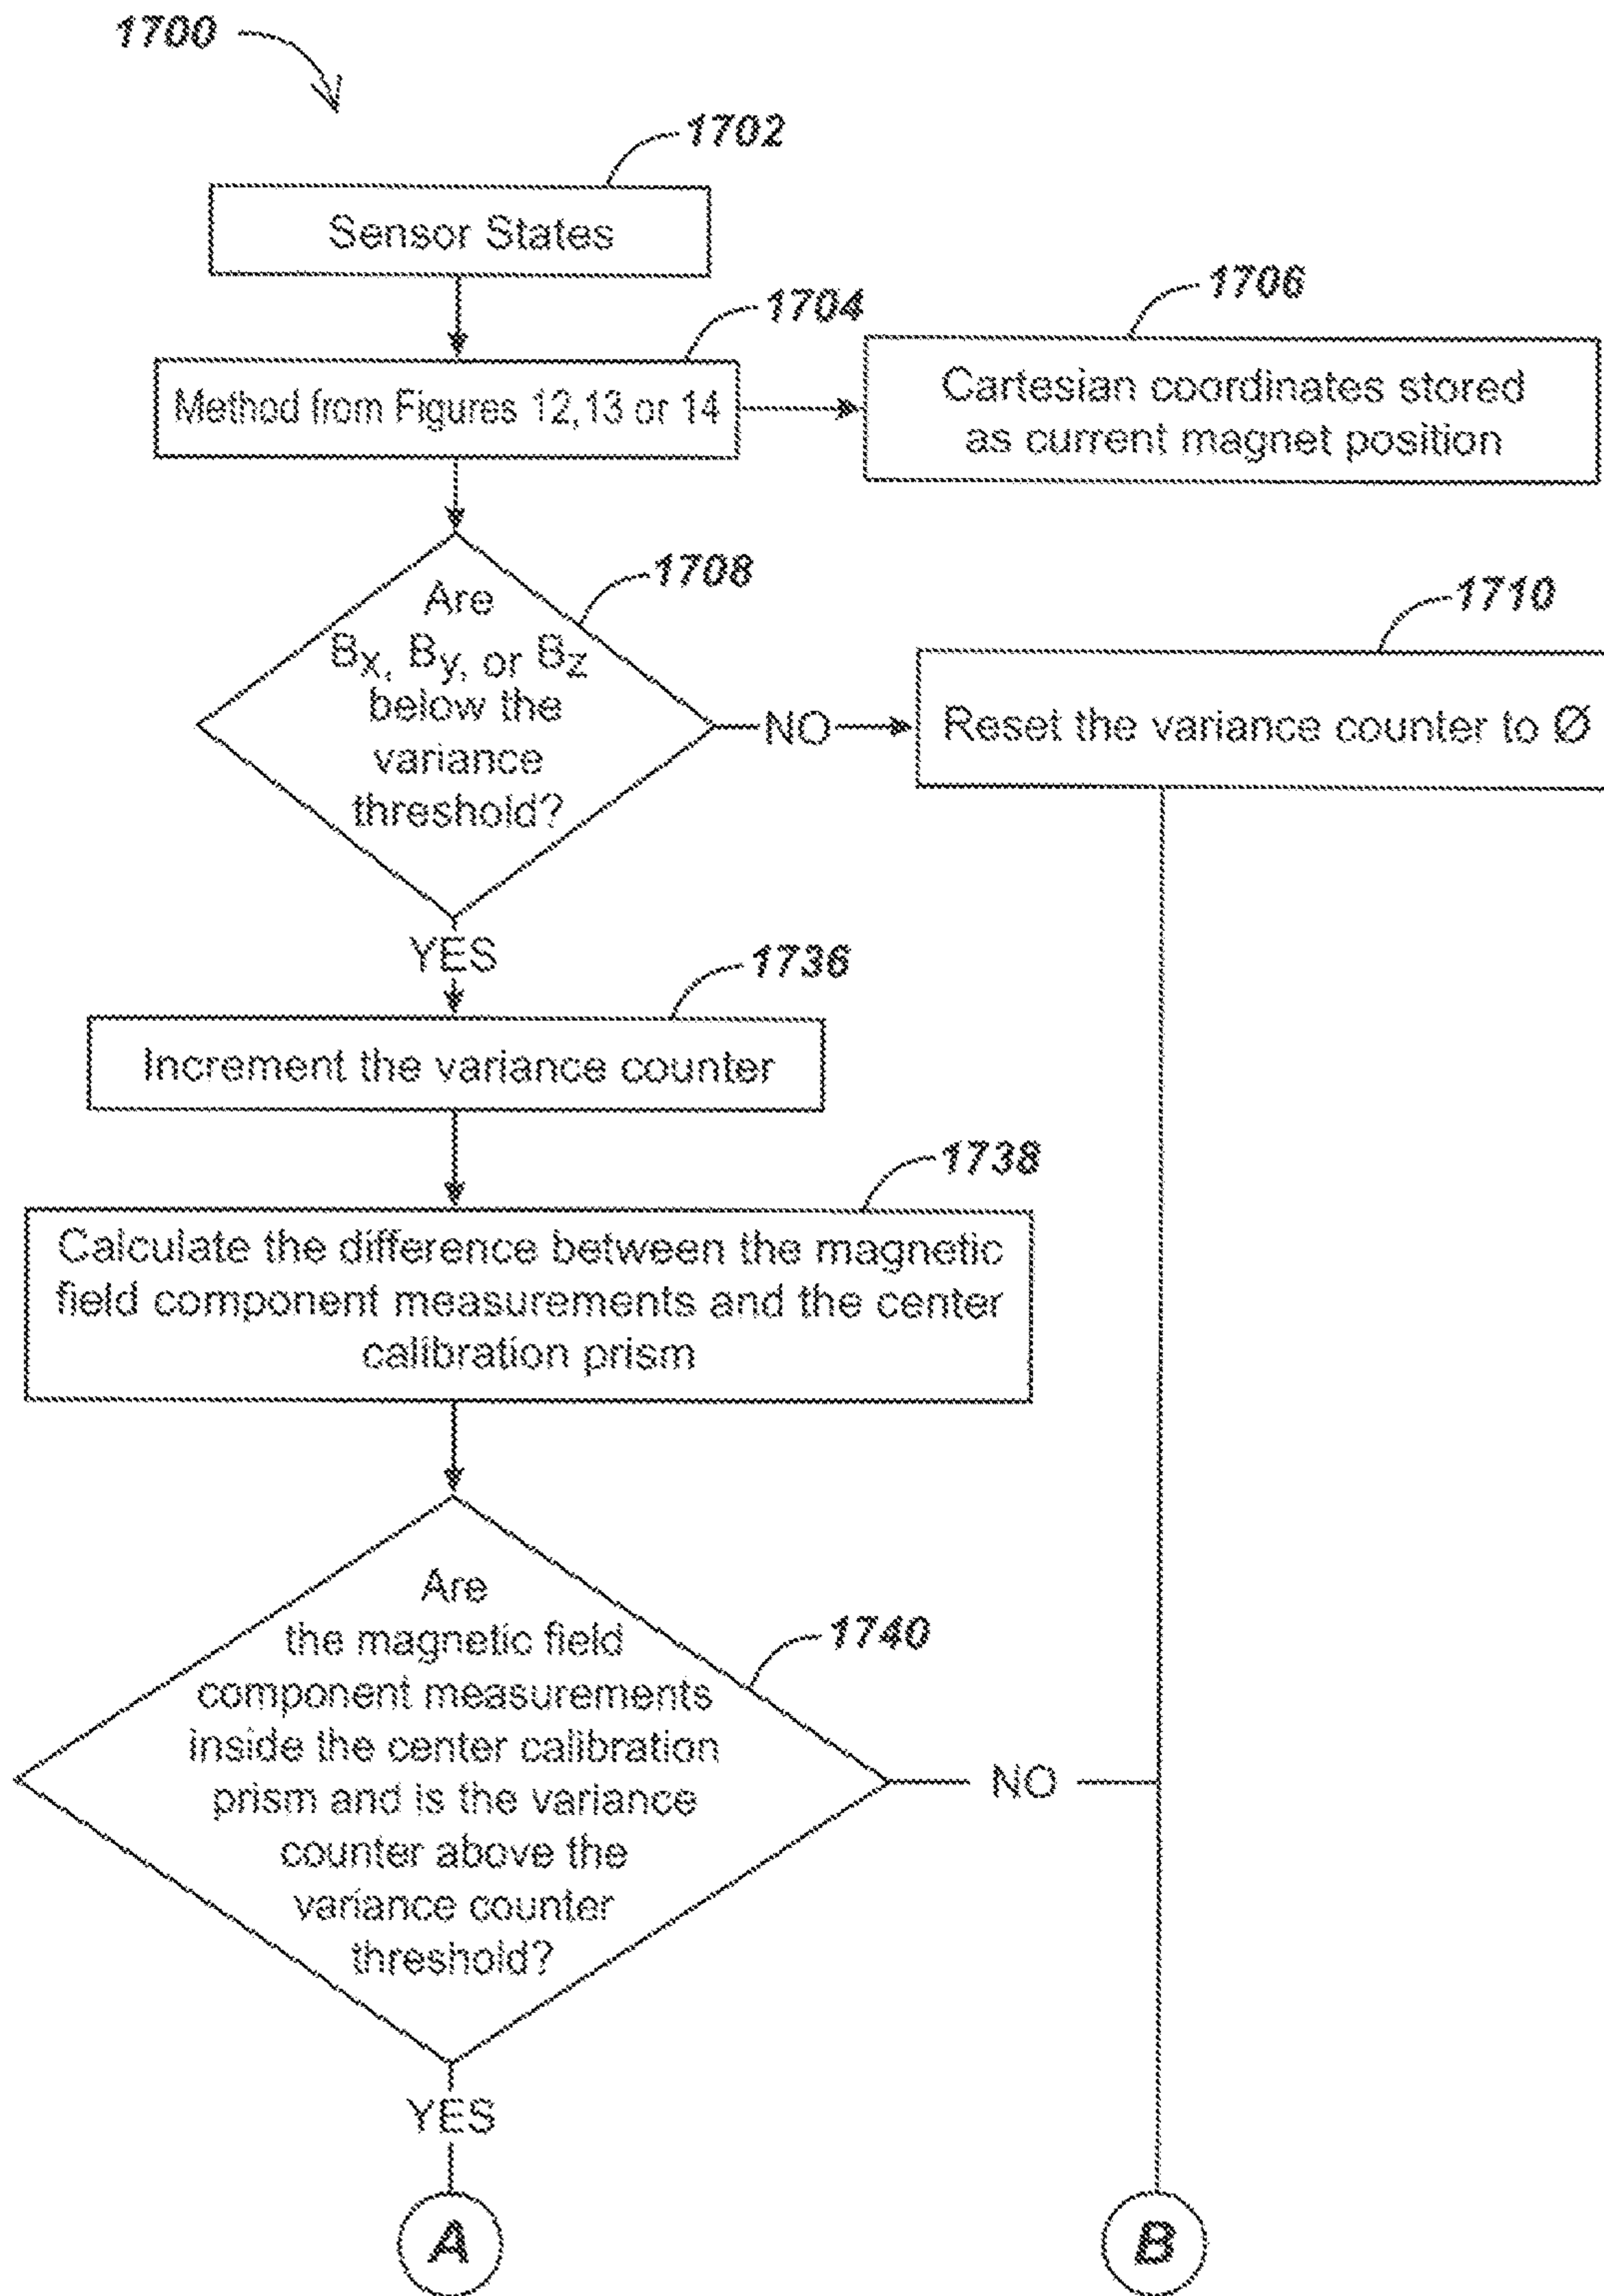 1700
1702
Sensor States
1704
Method from Figures 12,13 or 14
1706
Cartesian coordinates stored
as current magnet position
1708
Are
Bx, By, or Bz
below the
variance
threshold?
NO
1710
Reset the variance counter to Ø
YES
1736
Increment the variance counter
1738
Calculate the difference between the magnetic
field component measurements and the center
calibration prism
1740
Are
the magnetic field
component measurements
inside the center calibration
prism and is the variance
counter above the
variance counter
threshold?
NO
YES
A
B